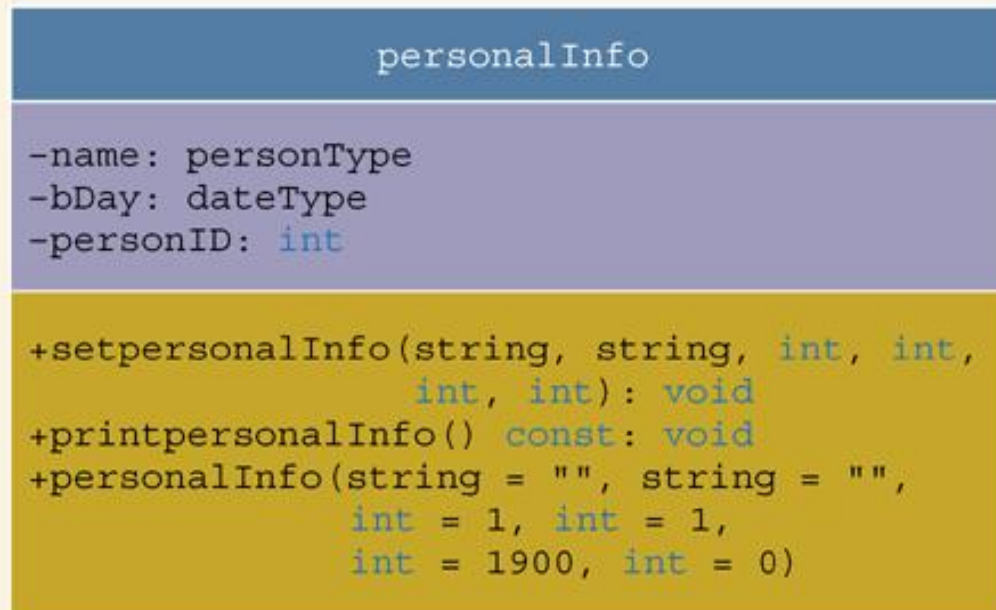 personalInfo
-name: personType
-bDay: dateType
-personID: int
+setpersonalInfo(string, string, int, int,
int, int): void
+printpersonalInfo() const: void
+personalInfo(string = "", string = "",
int = 1, int = 1,
int = 1900, int = 0)